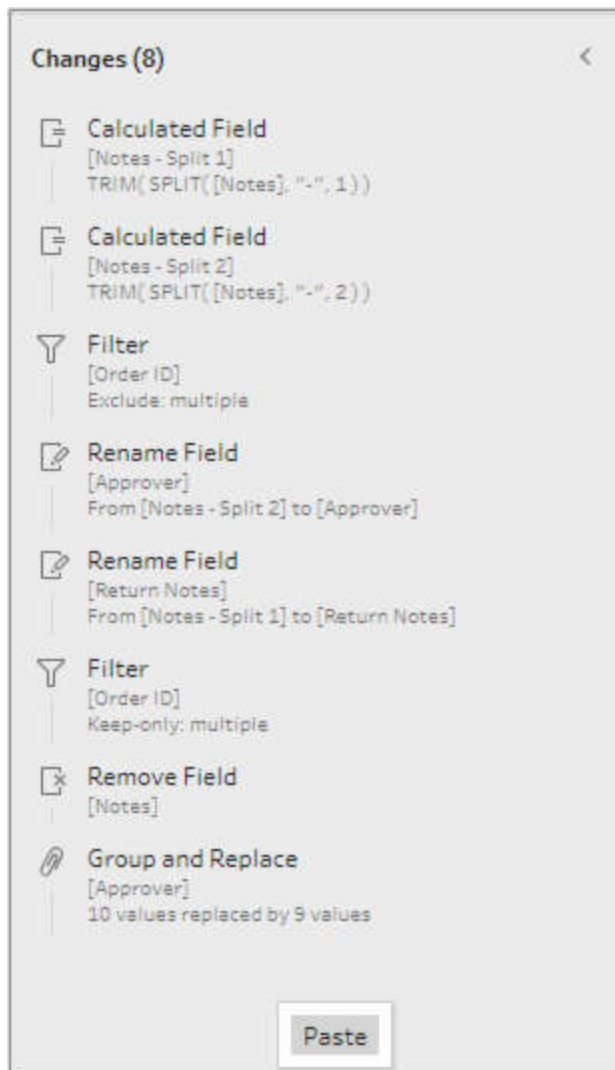 Changes (8)
Calculated Field
[Notes - Split 1]
TRIM( SPLIT( [Notes], "-", 1 ) )
Calculated Field
[Notes - Split 2]
TRIM( SPLIT( [Notes], "-", 2 ) )
Filter
[Order ID]
Exclude: multiple
Rename Field
[Approver]
From [Notes - Split 2] to [Approver]
Rename Field
[Return Notes]
From [Notes - Split 1] to [Return Notes]
Filter
[Order ID]
Keep-only: multiple
Remove Field
[Notes]
Group and Replace
[Approver]
10 values replaced by 9 values
Paste